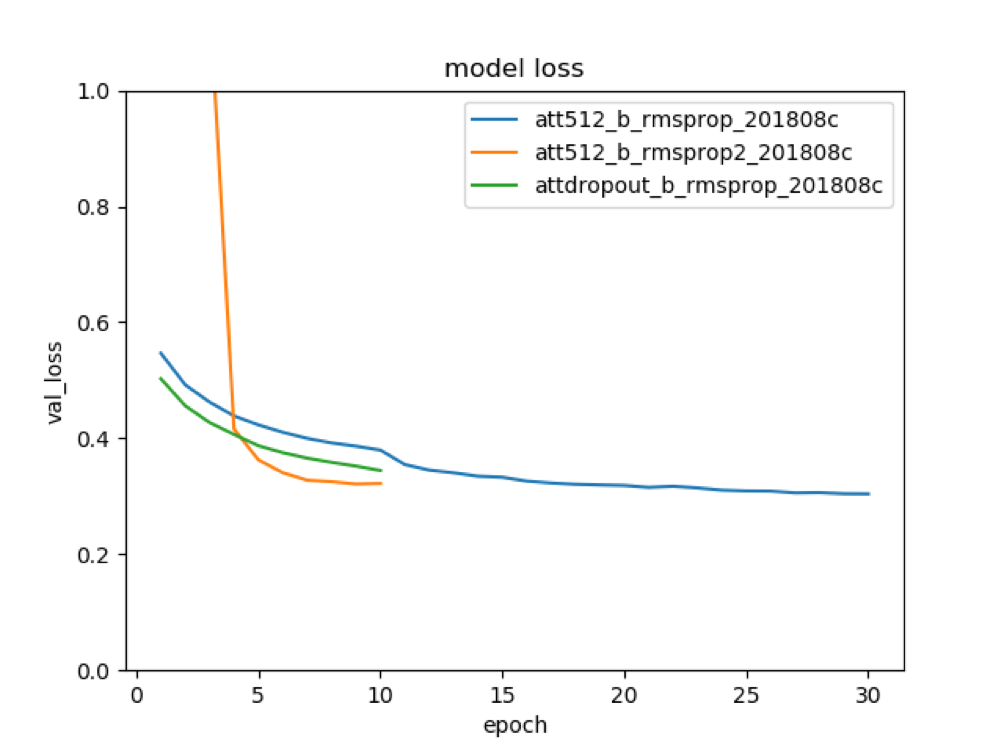 model loss
1.0
0.8
0.6
0.4
0.2
0.0
val_loss
att512_b_rmsprop_201808c
att512_b_rmsprop2_201808c
attdropout_b_rmsprop_201808c
0 5 10 15 20 25 30
epoch